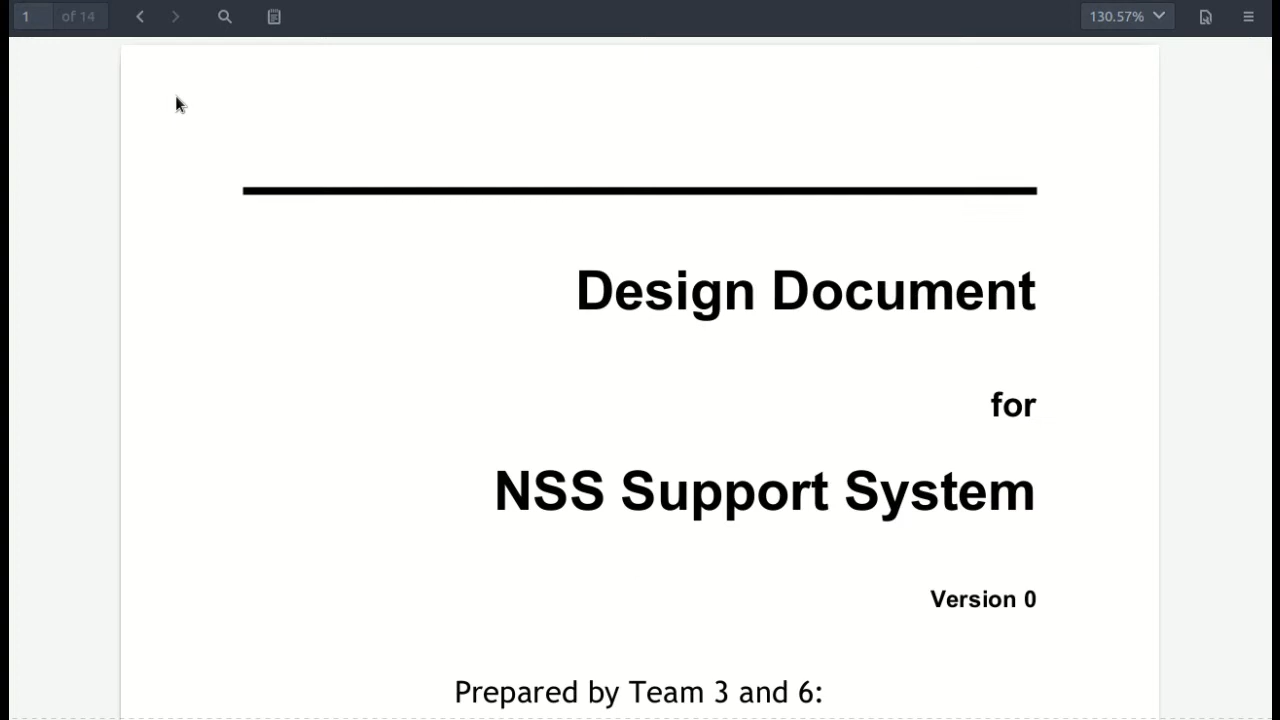 1 of 14 130.57%
Design Document
for
NSS Support System
Version 0
Prepared by Team 3 and 6: